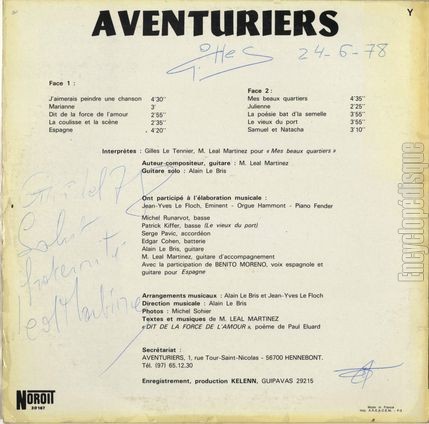 AVENTURIERS
Y
Gilles 24-6-78
Face 1 :
J'aimerais peindre une chanson 4'30"
Marianne 3'
Dit de la force de l'amour 2'55"
La coulisse et la scène 2'35"
Espagne 4'20"
Face 2 :
Mes beaux quartiers 4'35"
Julienne 2'25"
La poésie bat d'la semelle 2'55"
Le vieux du port 2'55"
Samuel et Natacha 3'10"
Interprètes : Gilles Le Tennier, M. Leal Martinez pour « Mes beaux quartiers »
Auteur-compositeur, guitare : M. Leal Martinez
Guitare solo : Alain Le Bris
Ont participé à l'élaboration musicale :
Jean-Yves Le Floch, Eminent - Orgue Hammont - Piano Fender
Michel Runarvot, basse
Patrick Kiffer, basse (Le vieux du port)
Serge Pavic, accordéon
Edgar Cohen, batterie
Alain Le Bris, guitare
M. Leal Martinez, guitare d'accompagnement
Avec la participation de BENITO MORENO, voix espagnole et
guitare pour Espagne
Salut
fraternité
Leal Martinez
Arrangements musicaux : Alain Le Bris et Jean-Yves Le Floch
Direction musicale : Alain Le Bris
Photos : Michel Sohier
Textes et musiques de M. LEAL MARTINEZ
« DIT DE LA FORCE DE L'AMOUR », poème de Paul Eluard
Secrétariat :
AVENTURIERS, 1, rue Tour-Saint-Nicolas - 56700 HENNEBONT.
Tél. (97) 65.12.30
Enregistrement, production KELENN, GUIPAVAS 29215
NOROIT
Made in France
Encyclopédisque